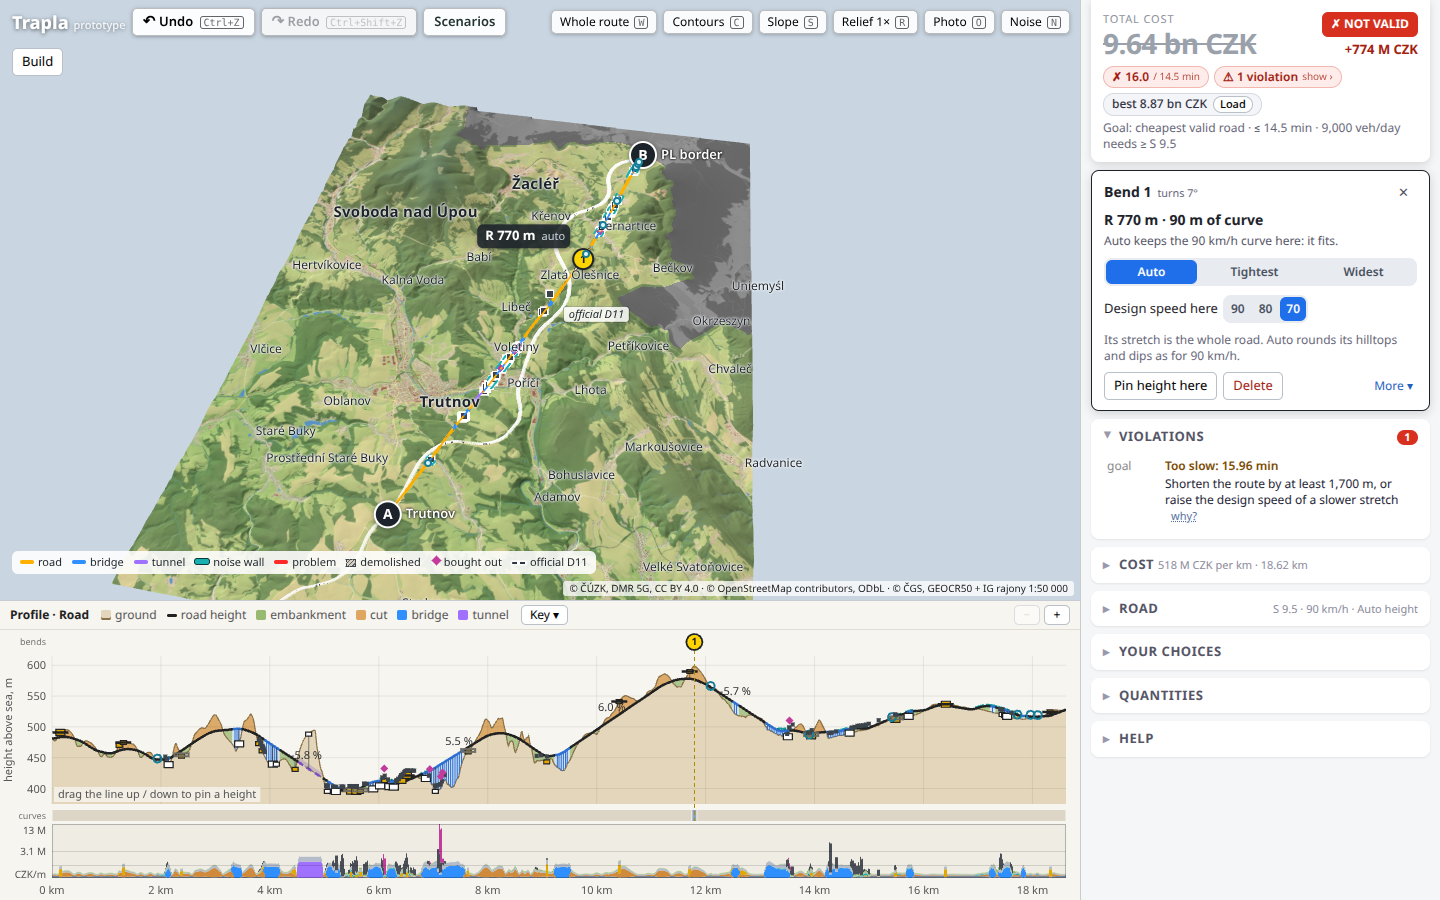 Trapla prototype
↶ Undo Ctrl+Z
↷ Redo Ctrl+Shift+Z
Scenarios
Whole route W
Contours C
Slope S
Relief 1× R
Photo O
Noise N
Build
B PL border
Žacléř
Svoboda nad Úpou
Křenov
Bernartice
R 770 m auto
Babí
1
Hertvíkovice
Kalná Voda
Zlatá Olešnice
Bečkov
Uniemyśl
Libeč
official D11
Okrzeszyn
Vlčice
Voletiny
Petříkovice
Poříčí
Lhota
Chvaleč
Oblanov
Trutnov
Staré Buky
Prostřední Staré Buky
Markoušovice
Radvanice
Bohuslavice
Adamov
A Trutnov
Velké Svatoňovice
road
bridge
tunnel
noise wall
problem
demolished
bought out
official D11
© ČÚZK, DMR 5G, CC BY 4.0 · © OpenStreetMap contributors, ODbL · © ČGS, GEOCR50 + IG rajony 1:50 000
Profile · Road
ground
road height
embankment
cut
bridge
tunnel
Key ▾
−
+
bends
1
height above sea, m
600
550
500
450
400
5.8 %
5.5 %
6.0 %
5.7 %
drag the line up / down to pin a height
curves
13 M
3.1 M
CZK/m
0 km
2 km
4 km
6 km
8 km
10 km
12 km
14 km
16 km
18 km
TOTAL COST
9.64 bn CZK
✗ NOT VALID
+774 M CZK
✗ 16.0 / 14.5 min
⚠ 1 violation show ›
best 8.87 bn CZK Load
Goal: cheapest valid road · ≤ 14.5 min · 9,000 veh/day
needs ≥ S 9.5
Bend 1 turns 7°
✕
R 770 m · 90 m of curve
Auto keeps the 90 km/h curve here: it fits.
Auto
Tightest
Widest
Design speed here 90 80 70
Its stretch is the whole road. Auto rounds its hilltops
and dips as for 90 km/h.
Pin height here
Delete
More ▾
▼ VIOLATIONS 1
goal
Too slow: 15.96 min
Shorten the route by at least 1,700 m, or
raise the design speed of a slower stretch
why?
▶ COST 518 M CZK per km · 18.62 km
▶ ROAD S 9.5 · 90 km/h · Auto height
▶ YOUR CHOICES
▶ QUANTITIES
▶ HELP